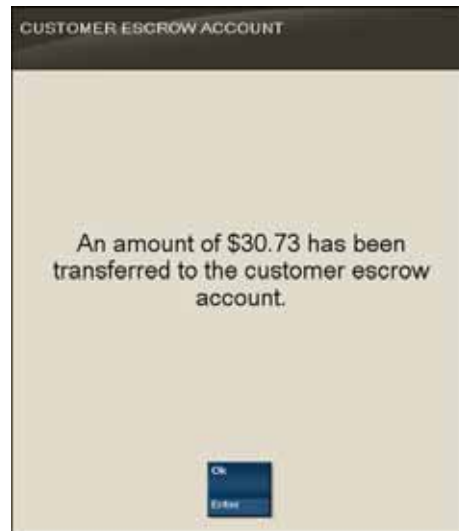 CUSTOMER ESCROW ACCOUNT
An amount of $30.73 has been
transferred to the customer escrow
account.
Ok
Enter